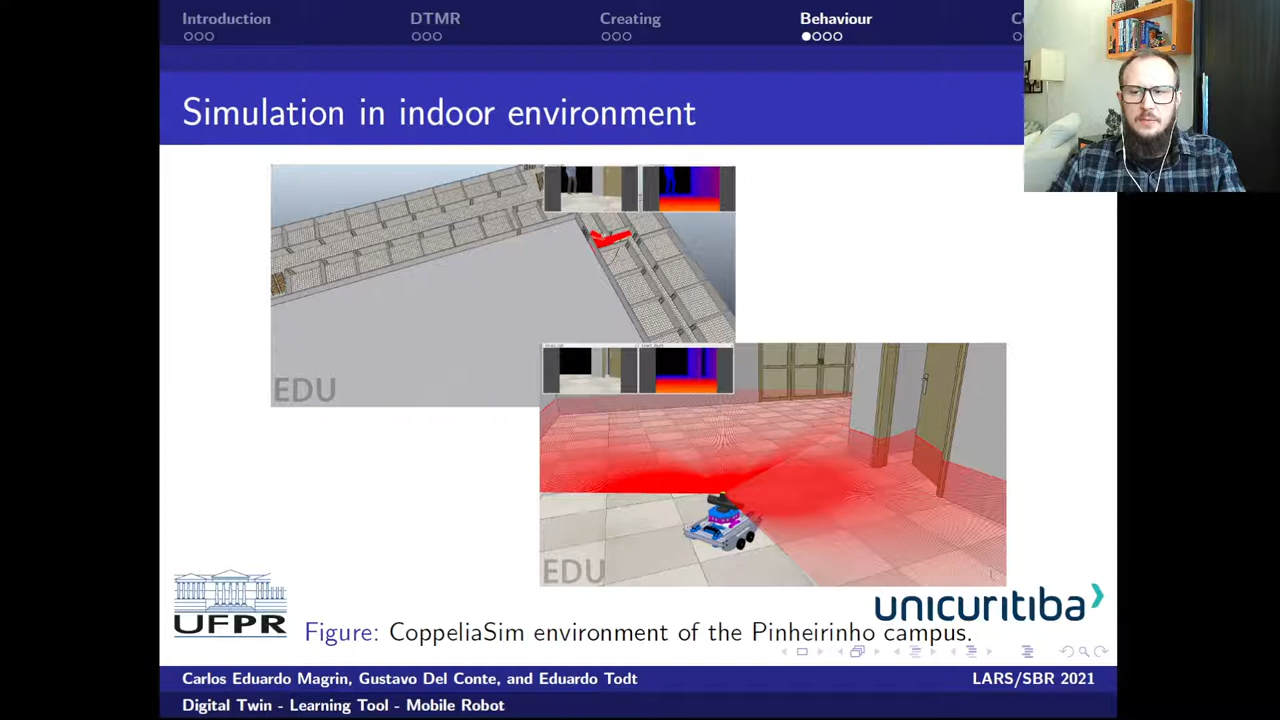 Introduction
DTMR
Creating
Behaviour
Simulation in indoor environment
EDU
EDU
UFPR
unicuritiba
Figure: CoppeliaSim environment of the Pinheirinho campus.
Carlos Eduardo Magrin, Gustavo Del Conte, and Eduardo Todt
LARS/SBR 2021
Digital Twin - Learning Tool - Mobile Robot